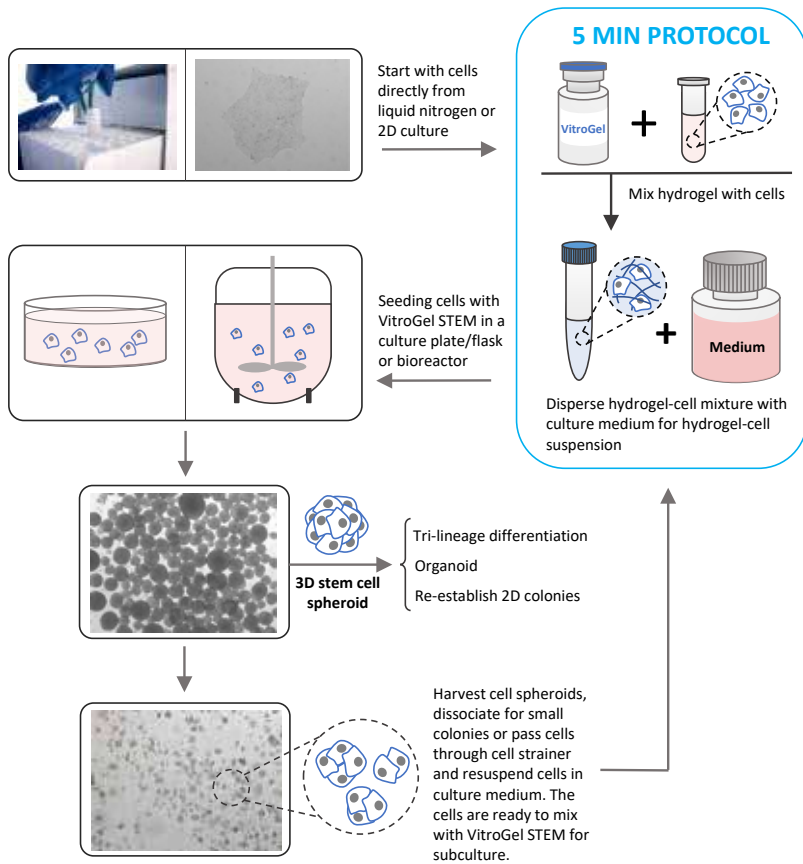 5 MIN PROTOCOL
Start with cells
directly from
liquid nitrogen or
2D culture
VitroGel
Mix hydrogel with cells
Medium
Disperse hydrogel-cell mixture with
culture medium for hydrogel-cell
suspension
Seeding cells with
VitroGel STEM in a
culture plate/flask
or bioreactor
3D stem cell
spheroid
Tri-lineage differentiation
Organoid
Re-establish 2D colonies
Harvest cell spheroids,
dissociate for small
colonies or pass cells
through cell strainer
and resuspend cells in
culture medium. The
cells are ready to mix
with VitroGel STEM for
subculture.